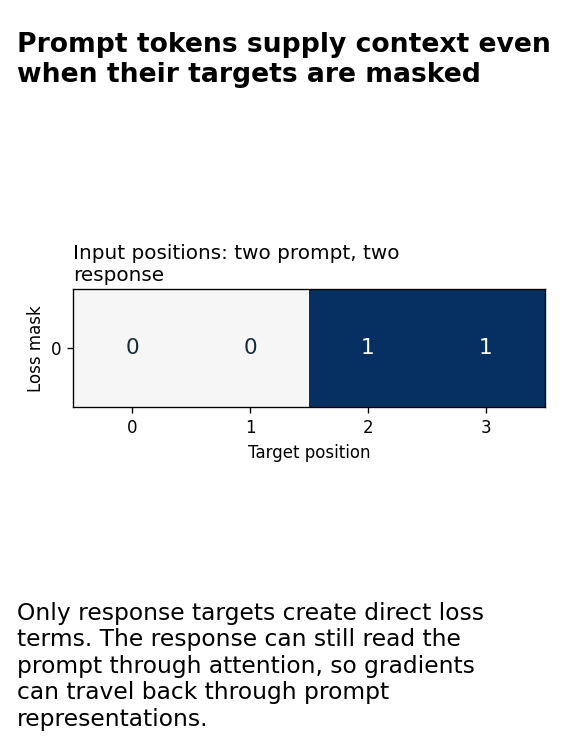 Prompt tokens supply context even
when their targets are masked
Input positions: two prompt, two
response
Loss mask
0
0 0 1 1
0 1 2 3
Target position
Only response targets create direct loss
terms. The response can still read the
prompt through attention, so gradients
can travel back through prompt
representations.